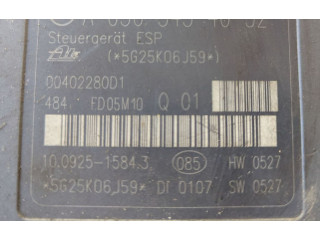 Steuergerät ESP
Ate (*5G25K06J59*)
00402280D1
484 FD05M10 Q 01
10.0925-1584.3 085 HW 0527
*5G25K06J59* DI 0107 SW 0527